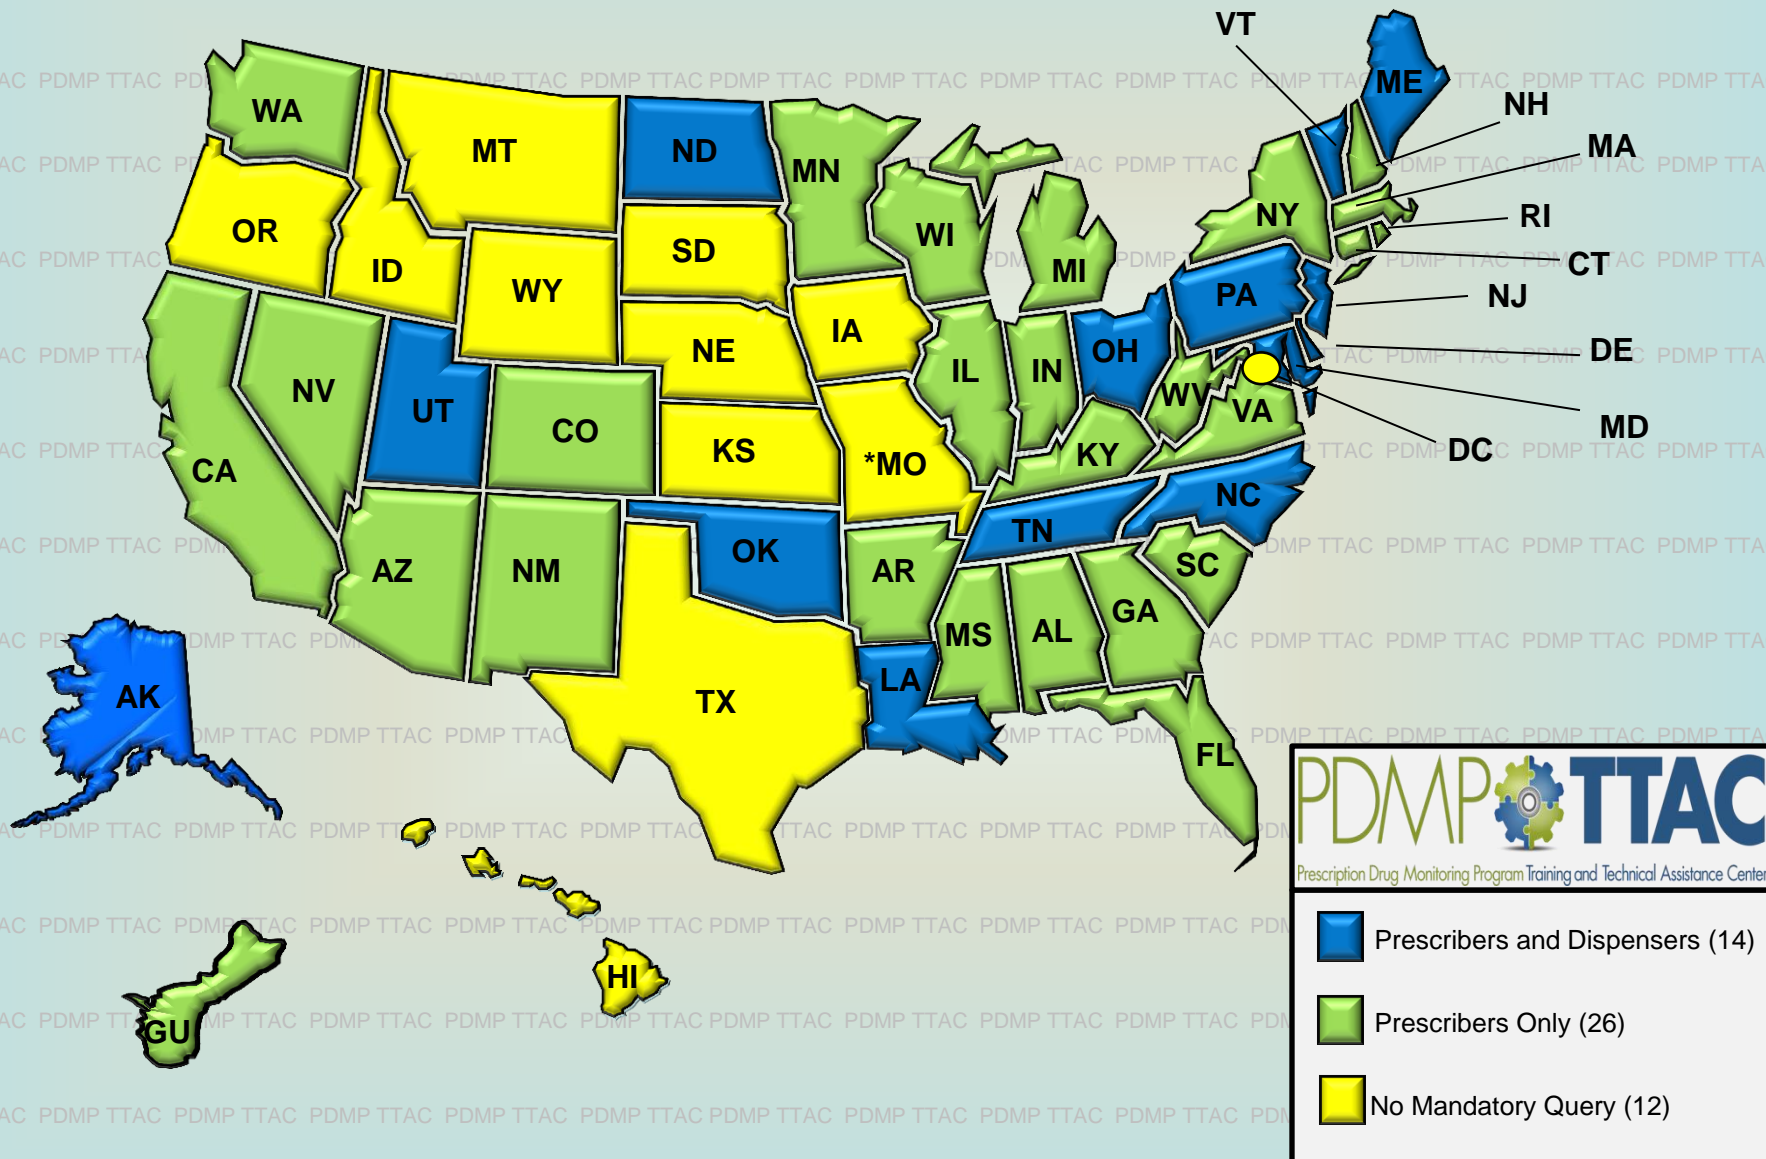 VT
ME
WA
NH
MT
ND
MN
MA
OR
ID
WY
SD
WI
MI
NY
RI
CT
PA
NJ
NE
IA
IL
IN
OH
DE
NV
UT
CO
KS
*MO
WV
VA
MD
KY
DC
CA
NC
TN
AZ
NM
OK
AR
SC
MS
AL
GA
TX
LA
AK
FL
HI
GU
PDMP TTAC
Prescription Drug Monitoring Program Training and Technical Assistance Center
Prescribers and Dispensers (14)
Prescribers Only (26)
No Mandatory Query (12)